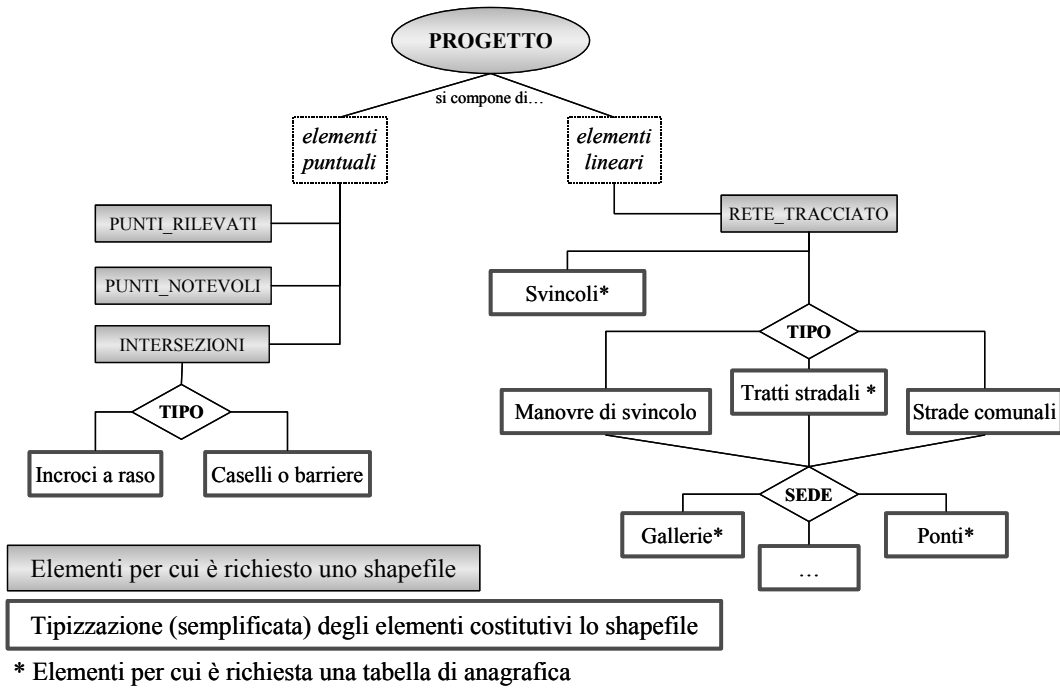 PROGETTO
si compone di…
elementi
puntuali
elementi
lineari
PUNTI_RILEVATI
RETE_TRACCIATO
PUNTI_NOTEVOLI
Svincoli*
INTERSEZIONI
TIPO
TIPO
Manovre di svincolo
Tratti stradali *
Strade comunali
Incroci a raso
Caselli o barriere
SEDE
Gallerie*
Ponti*
…
Elementi per cui è richiesto uno shapefile
Tipizzazione (semplificata) degli elementi costitutivi lo shapefile
* Elementi per cui è richiesta una tabella di anagrafica